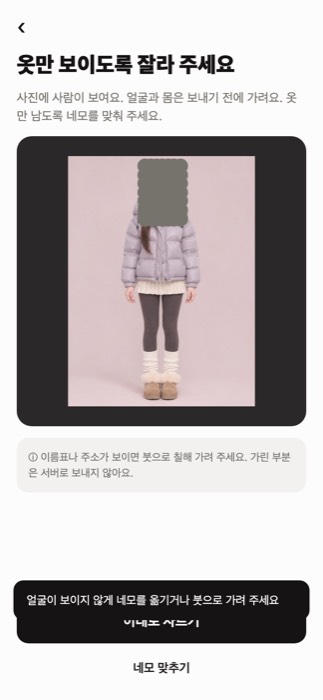 옷만 보이도록 잘라 주세요
사진에 사람이 보여요. 얼굴과 몸은 보내기 전에 가려요. 옷
만 남도록 네모를 맞춰 주세요.
ⓘ 이름표나 주소가 보이면 붓으로 칠해 가려 주세요. 가린 부분
은 서버로 보내지 않아요.
얼굴이 보이지 않게 네모를 옮기거나 붓으로 가려 주세요
네모 맞추기